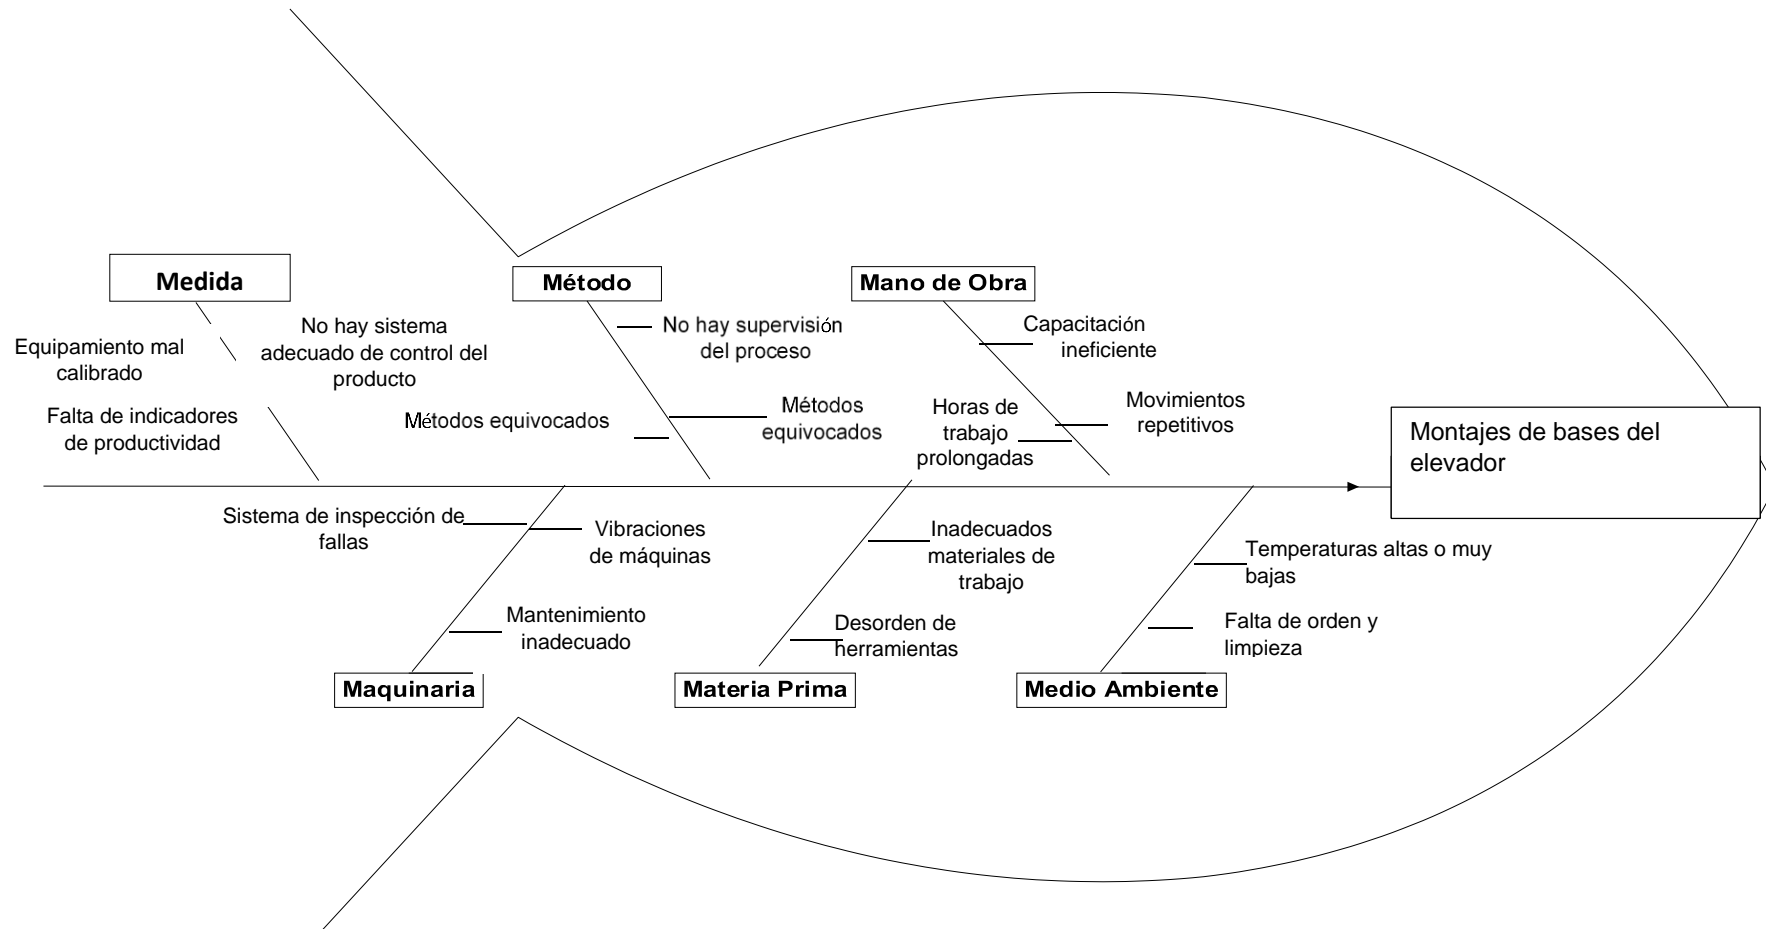 Medida
Método
Mano de Obra
Equipamiento mal
calibrado
No hay sistema
adecuado de control del
producto
Falta de indicadores
de productividad
No hay supervisión
del proceso
Métodos equivocados
Métodos
equivocados
Capacitación
ineficiente
Horas de
trabajo
prolongadas
Movimientos
repetitivos
Montajes de bases del
elevador
Sistema de inspección de
fallas
Vibraciones
de máquinas
Mantenimiento
inadecuado
Inadecuados
materiales de
trabajo
Desorden de
herramientas
Temperaturas altas o muy
bajas
Falta de orden y
limpieza
Maquinaria
Materia Prima
Medio Ambiente